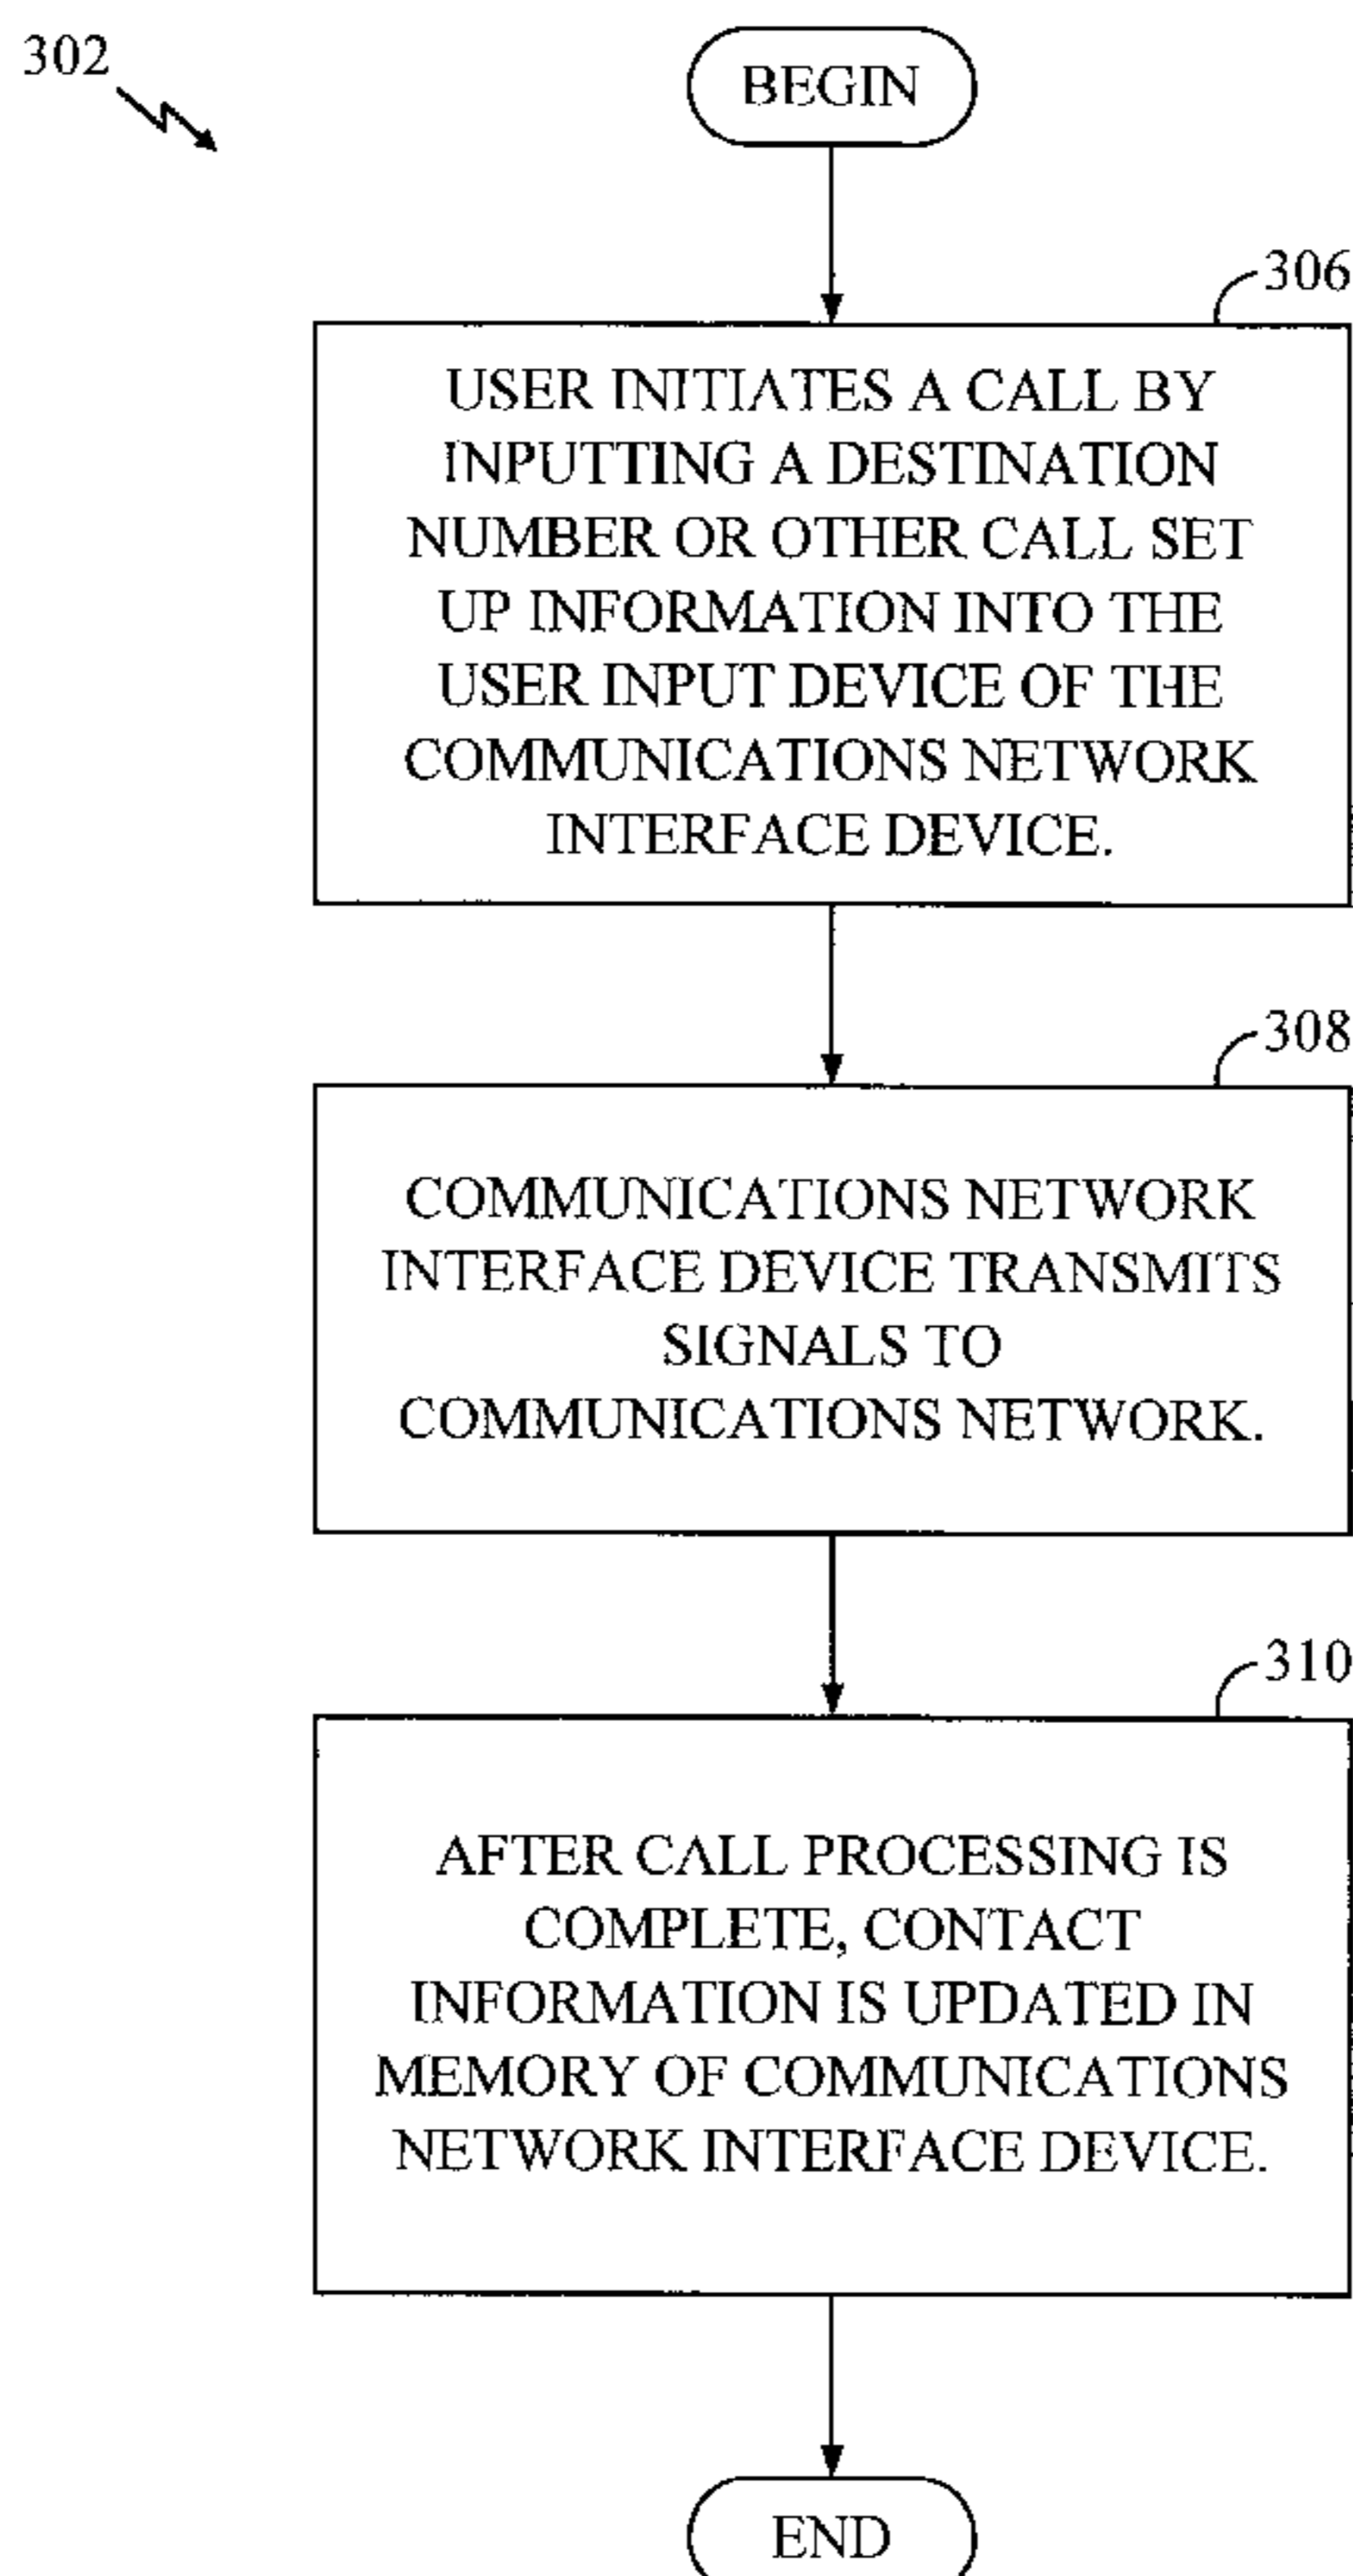 302
BEGIN
306
USER INITIATES A CALL BY
INPUTTING A DESTINATION
NUMBER OR OTHER CALL SET
UP INFORMATION INTO THE
USER INPUT DEVICE OF THE
COMMUNICATIONS NETWORK
INTERFACE DEVICE.
308
COMMUNICATIONS NETWORK
INTERFACE DEVICE TRANSMITS
SIGNALS TO
COMMUNICATIONS NETWORK.
310
AFTER CALL PROCESSING IS
COMPLETE, CONTACT
INFORMATION IS UPDATED IN
MEMORY OF COMMUNICATIONS
NETWORK INTERFACE DEVICE.
END